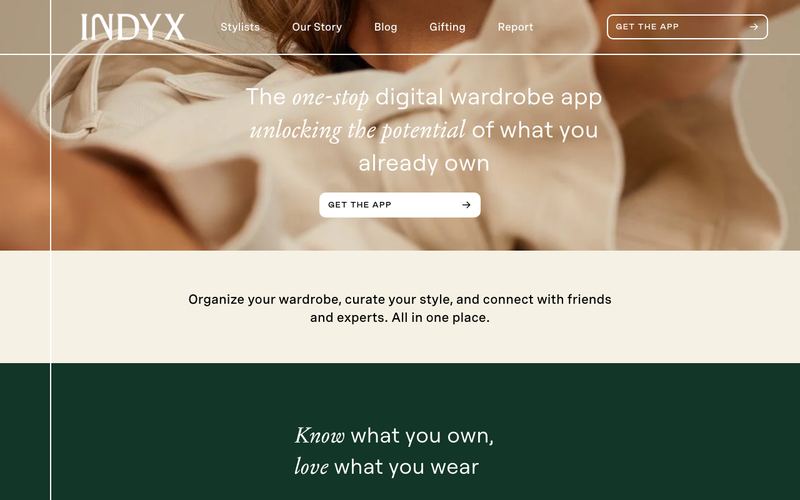 INDYX
Stylists
Our Story
Blog
Gifting
Report
GET THE APP
The one-stop digital wardrobe app
unlocking the potential of what you
already own
GET THE APP
Organize your wardrobe, curate your style, and connect with friends
and experts. All in one place.
Know what you own,
love what you wear